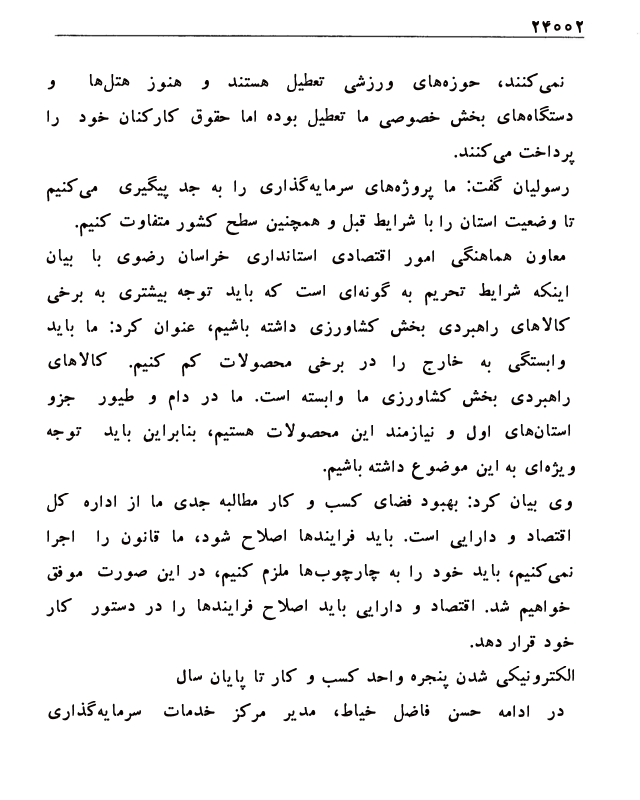 ۲۴۰۰۲
نمی‌کنند، حوزه‌های ورزشی تعطیل هستند و هنوز هتل‌ها و
دستگاه‌های بخش خصوصی ما تعطیل بوده اما حقوق کارکنان خود را
پرداخت می‌کنند.
رسولیان گفت: ما پروژه‌های سرمایه‌گذاری را به جد پیگیری می‌کنیم
تا وضعیت استان را با شرایط قبل و همچنین سطح کشور متفاوت کنیم.
معاون هماهنگی امور اقتصادی استانداری خراسان رضوی با بیان
اینکه شرایط تحریم به گونه‌ای است که باید توجه بیشتری به برخی
کالاهای راهبردی بخش کشاورزی داشته باشیم، عنوان کرد: ما باید
وابستگی به خارج را در برخی محصولات کم کنیم. کالاهای
راهبردی بخش کشاورزی ما وابسته است. ما در دام و طیور جزو
استان‌های اول و نیازمند این محصولات هستیم، بنابراین باید توجه
ویژه‌ای به این موضوع داشته باشیم.
وی بیان کرد: بهبود فضای کسب و کار مطالبه جدی ما از اداره کل
اقتصاد و دارایی است. باید فرایندها اصلاح شود، ما قانون را اجرا
نمی‌کنیم، باید خود را به چارچوب‌ها ملزم کنیم، در این صورت موفق
خواهیم شد. اقتصاد و دارایی باید اصلاح فرایندها را در دستور کار
خود قرار دهد.
الکترونیکی شدن پنجره واحد کسب و کار تا پایان سال
در ادامه حسن فاضل خیاط، مدیر مرکز خدمات سرمایه‌گذاری